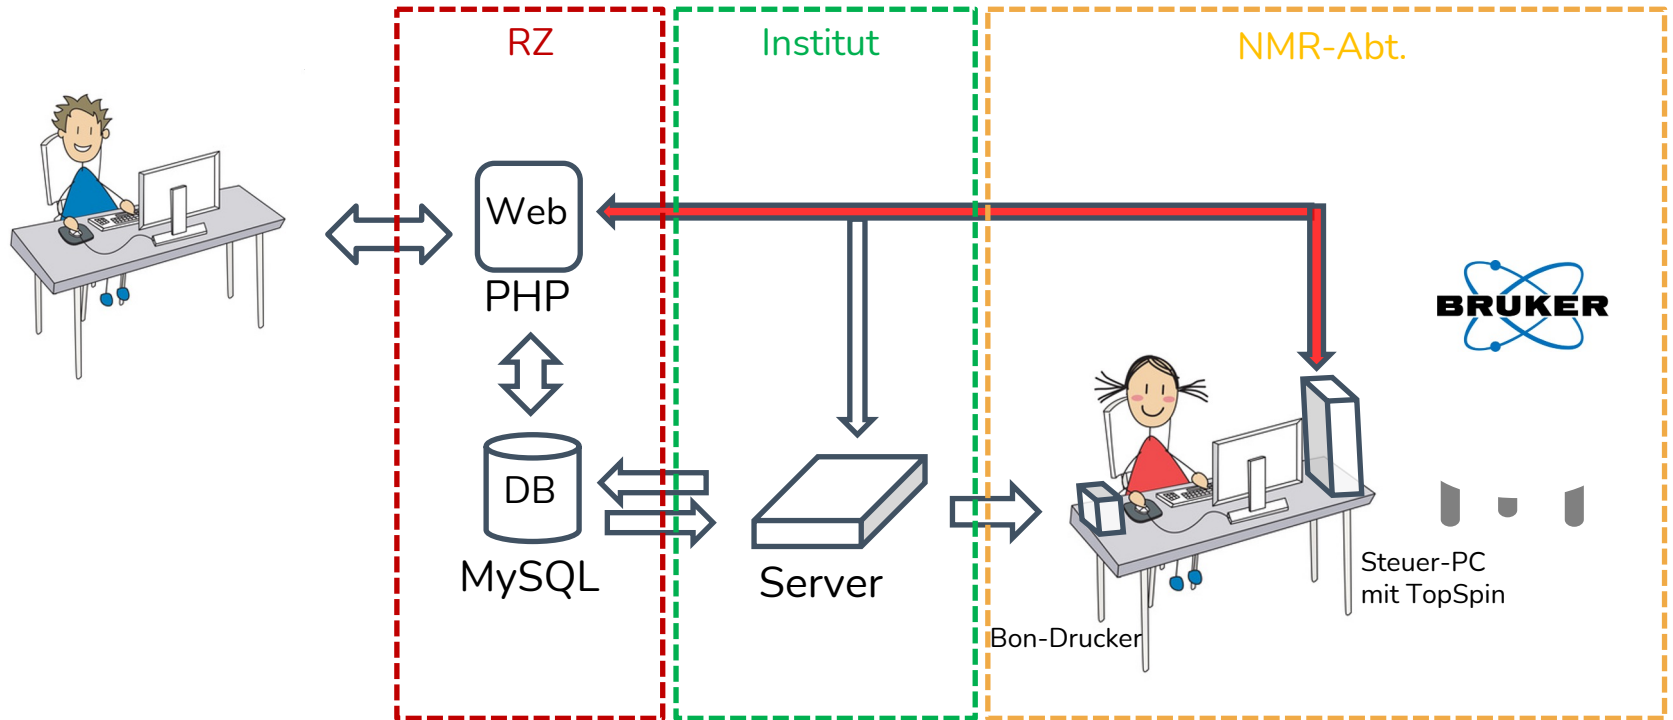 RZ
Institut
NMR-Abt.
Web
PHP
BRUKER
DB
MySQL
Server
Steuer-PC
mit TopSpin
Bon-Drucker